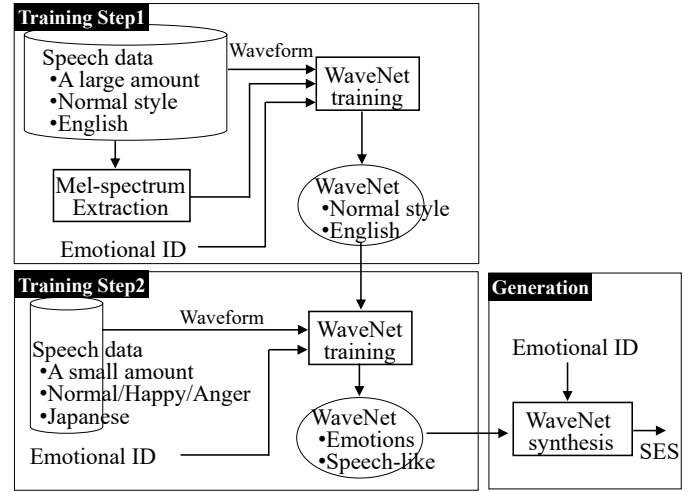 Training Step1
Speech data
•A large amount
•Normal style
•English
Waveform
WaveNet
training
Mel-spectrum
Extraction
Emotional ID
WaveNet
•Normal style
•English
Training Step2
Speech data
•A small amount
•Normal/Happy/Anger
•Japanese
Waveform
WaveNet
training
Emotional ID
WaveNet
•Emotions
•Speech-like
Generation
Emotional ID
WaveNet
synthesis
SES